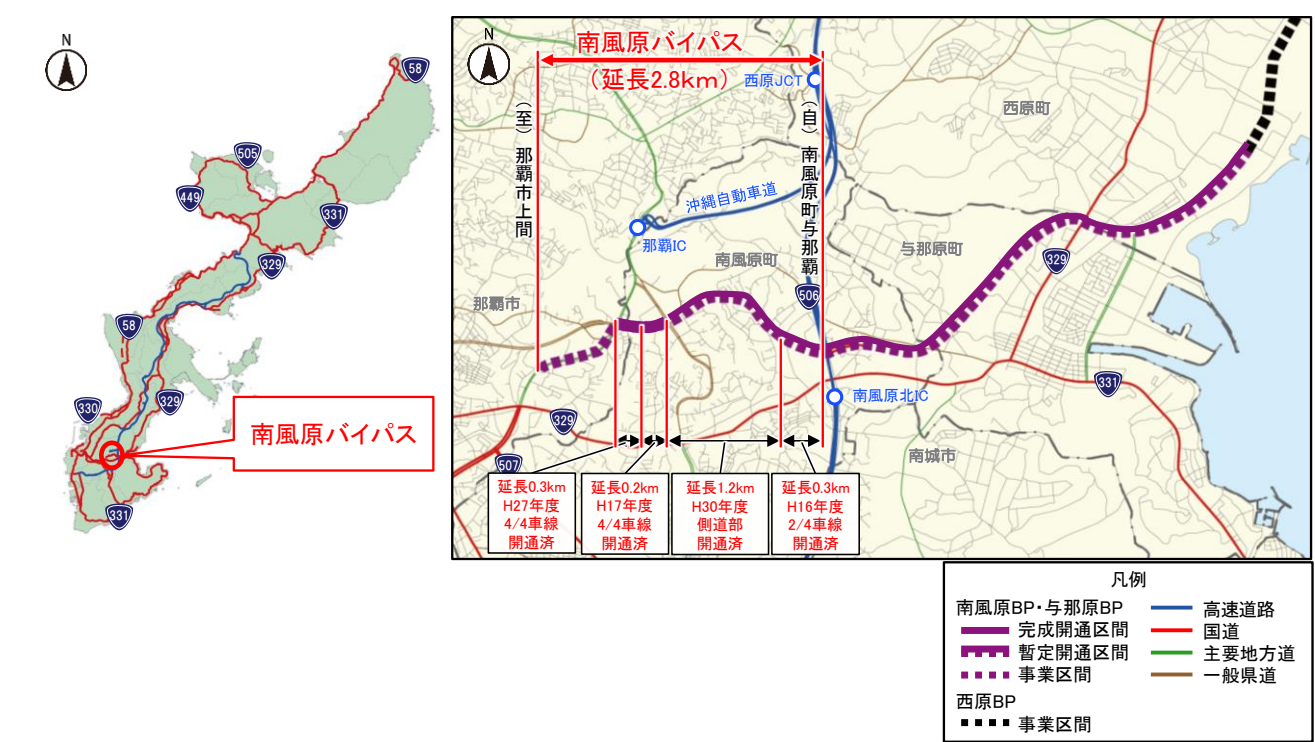 N
58
505
449
331
329
58
330
329
331
南風原バイパス
N
南風原バイパス
（延長2.8km）
西原JCT
（至）那覇市上間
（自）南風原町与那覇
西原町
沖縄自動車道
那覇IC
南風原町
与那原町
329
506
那覇市
331
南風原北IC
329
南城市
507
延長0.3km
H27年度
4/4車線
開通済
延長0.2km
H17年度
4/4車線
開通済
延長1.2km
H30年度
側道部
開通済
延長0.3km
H16年度
2/4車線
開通済
凡例
南風原BP・与那原BP
完成開通区間
暫定開通区間
事業区間
西原BP
事業区間
高速道路
国道
主要地方道
一般県道